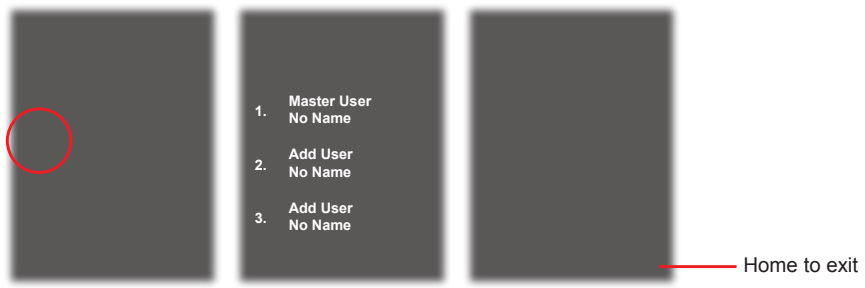 1. Master User
No Name
2. Add User
No Name
3. Add User
No Name
Home to exit